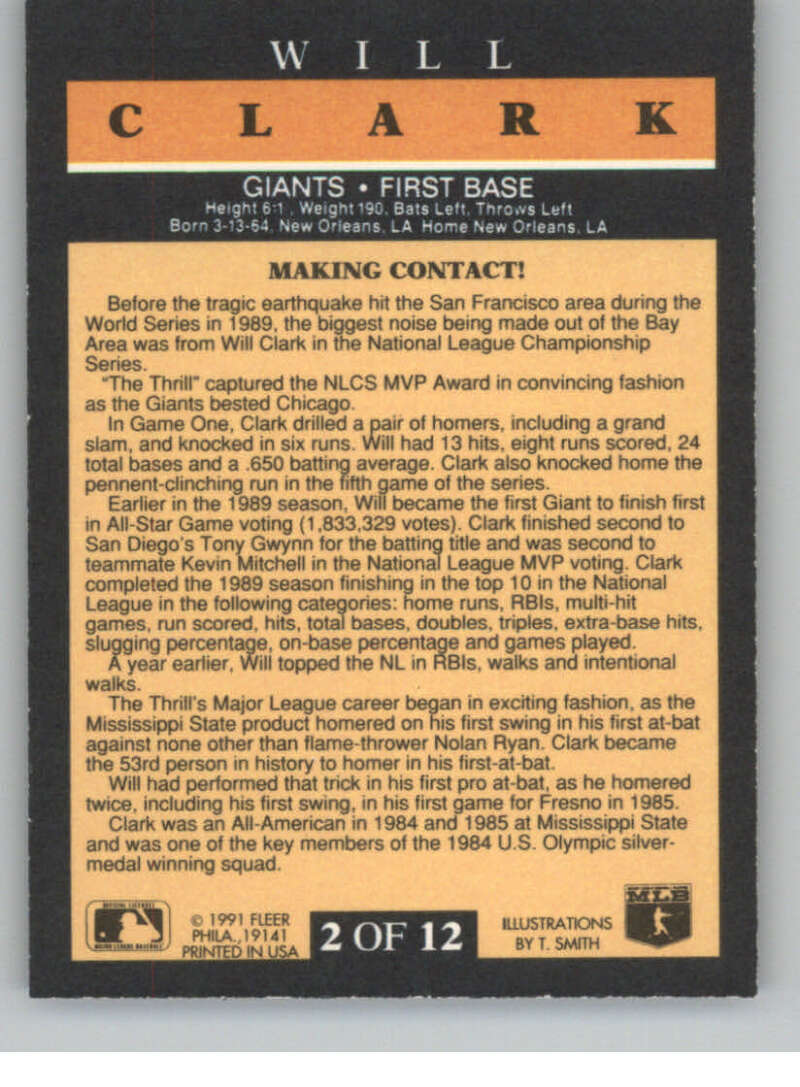 WILL
CLARK
GIANTS • FIRST BASE
Height 6:1 , Weight 190, Bats Left, Throws Left
Born 3-13-64, New Orleans, LA Home New Orleans, LA
MAKING CONTACT!
Before the tragic earthquake hit the San Francisco area during the
World Series in 1989, the biggest noise being made out of the Bay
Area was from Will Clark in the National League Championship
Series.
"The Thrill" captured the NLCS MVP Award in convincing fashion
as the Giants bested Chicago.
In Game One, Clark drilled a pair of homers, including a grand
slam, and knocked in six runs. Will had 13 hits, eight runs scored, 24
total bases and a .650 batting average. Clark also knocked home the
pennent-clinching run in the fifth game of the series.
Earlier in the 1989 season, Will became the first Giant to finish first
in All-Star Game voting (1,833,329 votes). Clark finished second to
San Diego's Tony Gwynn for the batting title and was second to
teammate Kevin Mitchell in the National League MVP voting. Clark
completed the 1989 season finishing in the top 10 in the National
League in the following categories: home runs, RBIs, multi-hit
games, run scored, hits, total bases, doubles, triples, extra-base hits,
slugging percentage, on-base percentage and games played.
A year earlier, Will topped the NL in RBIs, walks and intentional
walks.
The Thrill's Major League career began in exciting fashion, as the
Mississippi State product homered on his first swing in his first at-bat
against none other than flame-thrower Nolan Ryan. Clark became
the 53rd person in history to homer in his first-at-bat.
Will had performed that trick in his first pro at-bat, as he homered
twice, including his first swing, in his first game for Fresno in 1985.
Clark was an All-American in 1984 and 1985 at Mississippi State
and was one of the key members of the 1984 U.S. Olympic silver-
medal winning squad.
OFFICIAL LICENSEE
MAJOR LEAGUE BASEBALL
© 1991 FLEER
PHILA., 19141
PRINTED IN USA
2 OF 12
ILLUSTRATIONS
BY T. SMITH
MLB